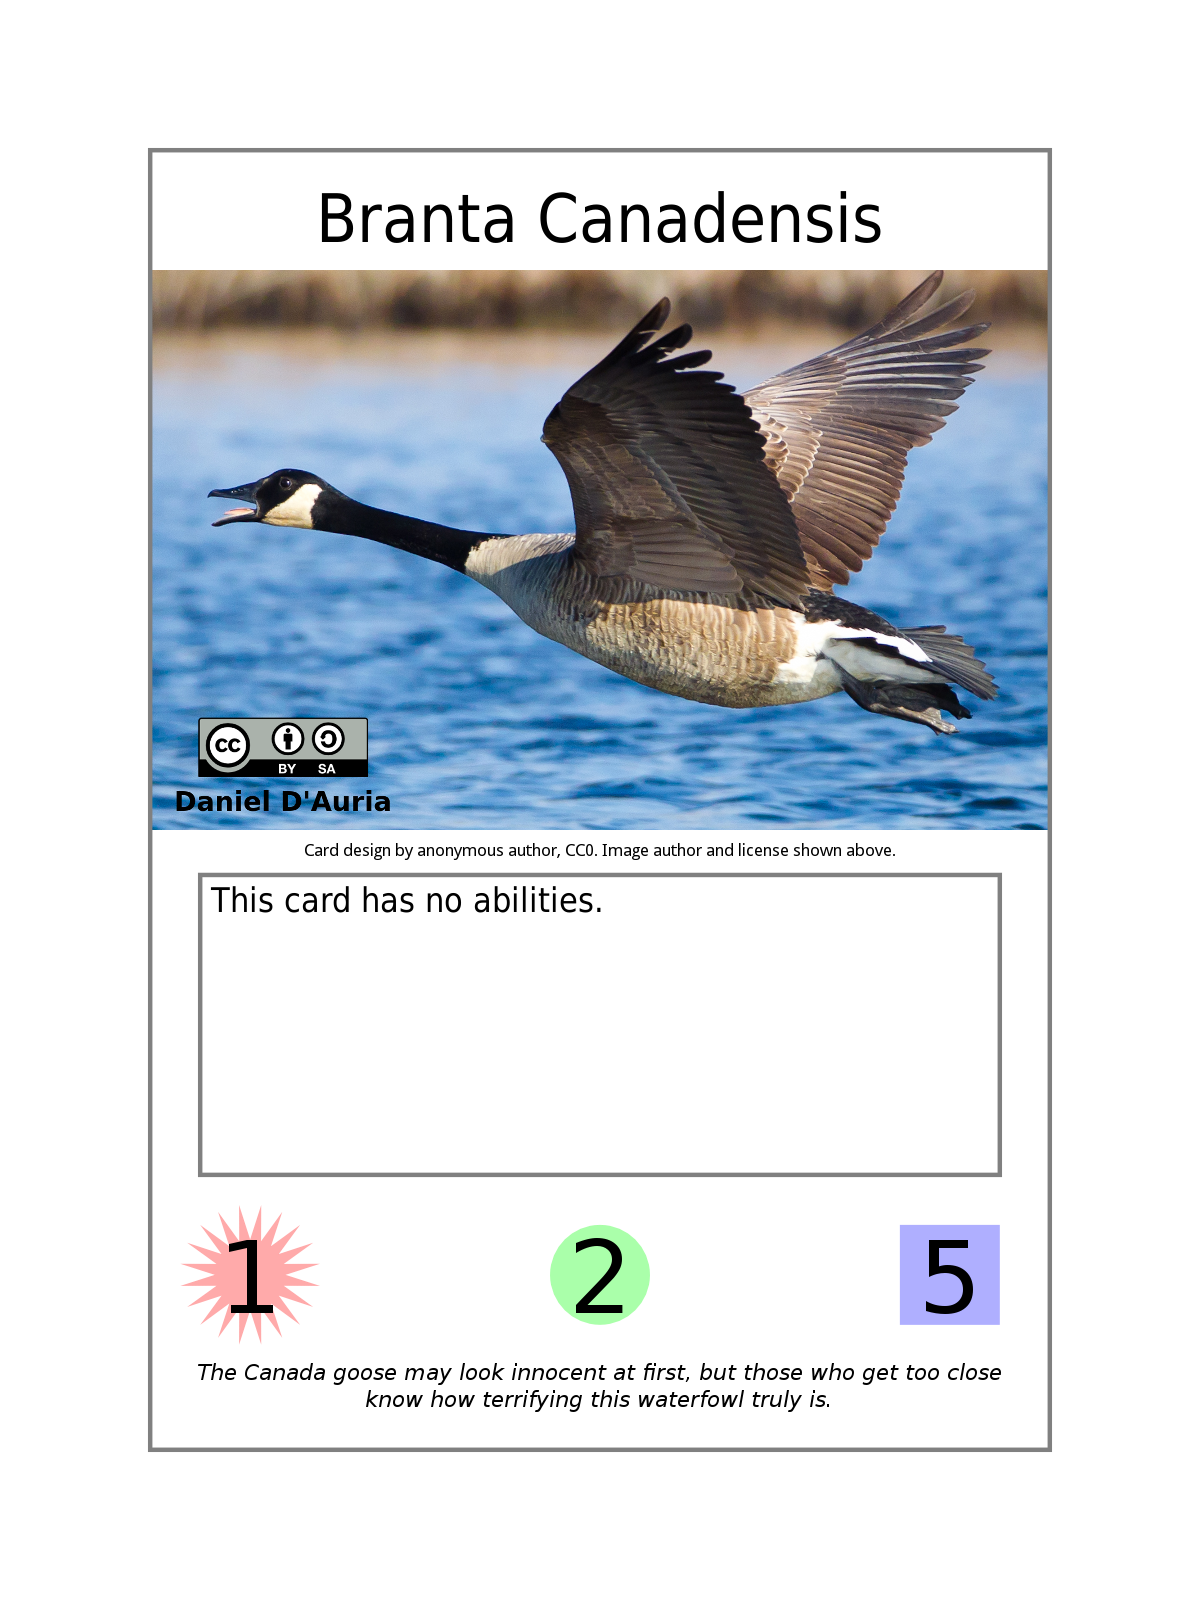 Branta Canadensis
cc
BY SA
Daniel D'Auria
Card design by anonymous author, CC0. Image author and license shown above.
This card has no abilities.
1 2 5
The Canada goose may look innocent at first, but those who get too close
know how terrifying this waterfowl truly is.